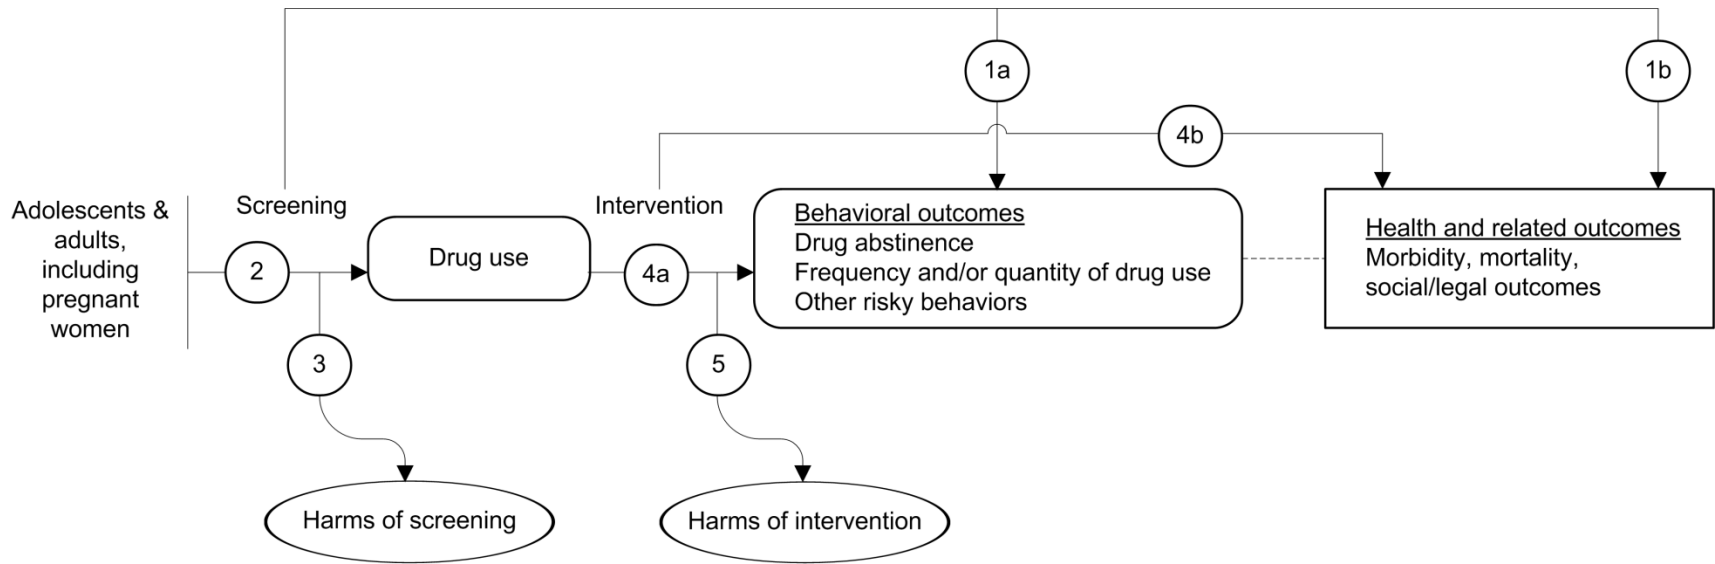 1a
1b
4b
Adolescents &
adults,
including
pregnant
women
Screening
2
3
Drug use
Intervention
4a
5
Behavioral outcomes
Drug abstinence
Frequency and/or quantity of drug use
Other risky behaviors
Health and related outcomes
Morbidity, mortality,
social/legal outcomes
Harms of screening
Harms of intervention